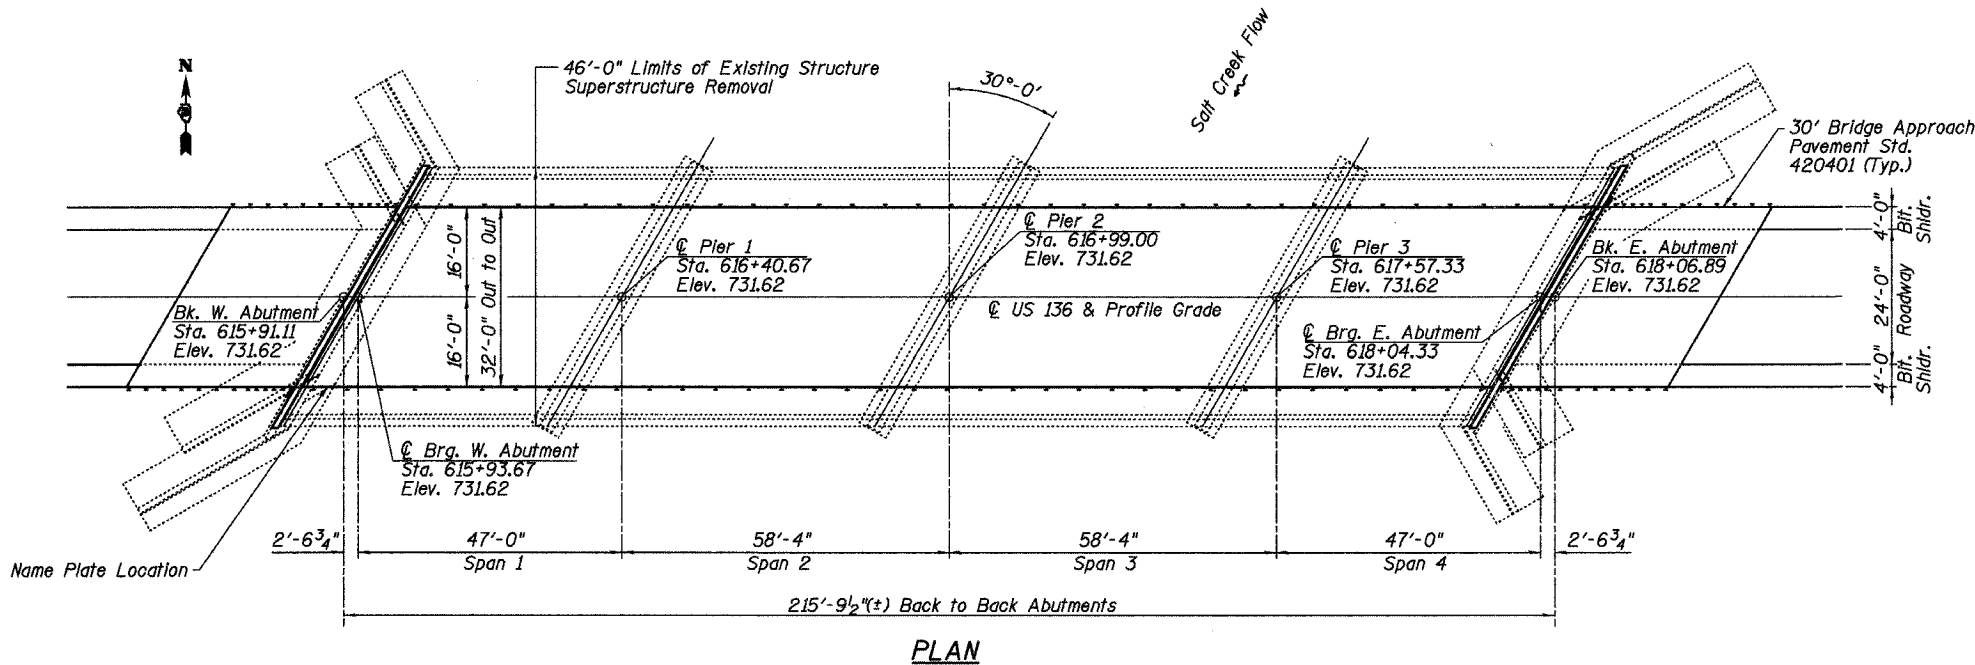 N
46'-0" Limits of Existing Structure
Superstructure Removal
30°-0'
Salt Creek Flow
30' Bridge Approach
Pavement Std.
420401 (Typ.)
16'-0"
16'-0"
32'-0" Out to Out
℄ Pier 1
Sta. 616+40.67
Elev. 731.62
℄ Pier 2
Sta. 616+99.00
Elev. 731.62
℄ Pier 3
Sta. 617+57.33
Elev. 731.62
Bk. E. Abutment
Sta. 618+06.89
Elev. 731.62
4'-0" Bit. Shldr.
24'-0" Roadway
4'-0" Bit. Shldr.
Bk. W. Abutment
Sta. 615+91.11
Elev. 731.62
℄ US 136 & Profile Grade
℄ Brg. E. Abutment
Sta. 618+04.33
Elev. 731.62
℄ Brg. W. Abutment
Sta. 615+93.67
Elev. 731.62
Name Plate Location
2'-6¾"
47'-0"
Span 1
58'-4"
Span 2
58'-4"
Span 3
47'-0"
Span 4
2'-6¾"
215'-9½"(±) Back to Back Abutments
PLAN